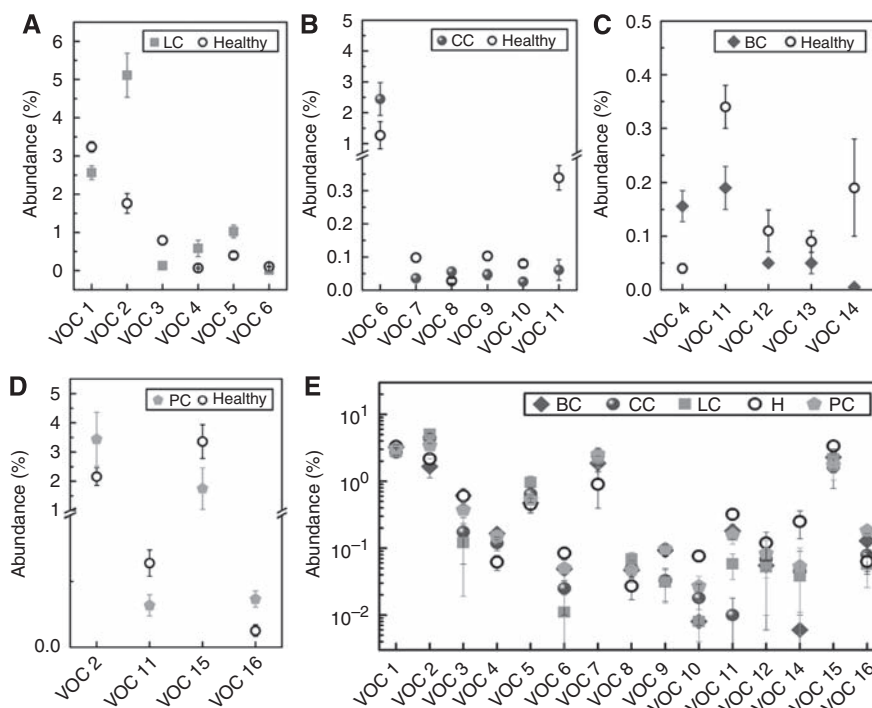 A
LC Healthy
Abundance (%)
6
5
4
3
2
1
0
VOC 1 VOC 2 VOC 3 VOC 4 VOC 5 VOC 6
B
CC Healthy
Abundance (%)
5
4
3
2
1
0.3
0.2
0.1
0.0
VOC 6 VOC 7 VOC 8 VOC 9 VOC 10 VOC 11
C
BC Healthy
Abundance (%)
0.5
0.4
0.3
0.2
0.1
0.0
VOC 4 VOC 11 VOC 12 VOC 13 VOC 14
D
PC Healthy
Abundance (%)
5
4
3
2
1
0.0
VOC 2 VOC 11 VOC 15 VOC 16
E
BC CC LC H PC
Abundance (%)
10¹
10⁰
10⁻¹
10⁻²
VOC 1 VOC 2 VOC 3 VOC 4 VOC 5 VOC 6 VOC 7 VOC 8 VOC 9 VOC 10 VOC 11 VOC 12 VOC 14 VOC 15 VOC 16